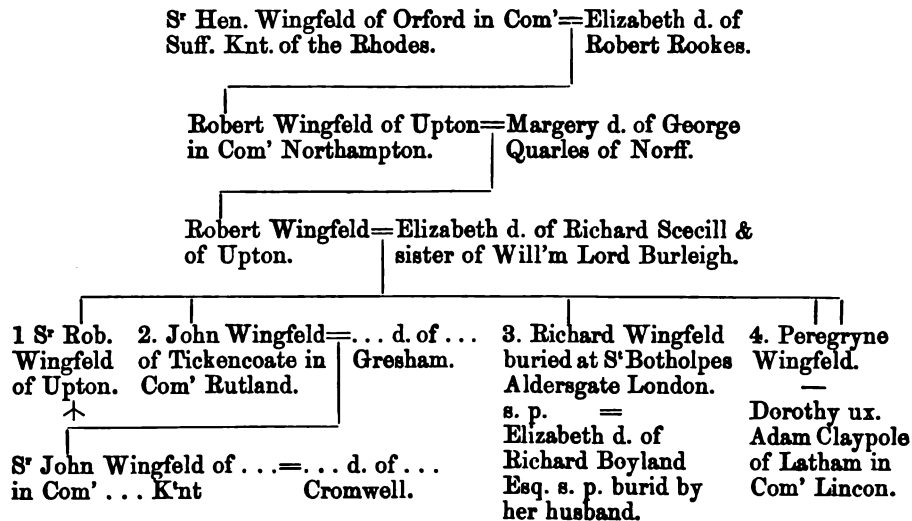 Sʳ Hen. Wingfeld of Orford in Com'=Elizabeth d. of
Suff. Knt. of the Rhodes. Robert Rookes.
Robert Wingfeld of Upton=Margery d. of George
in Com' Northampton. Quarles of Norff.
Robert Wingfeld=Elizabeth d. of Richard Scecill &
of Upton. sister of Will'm Lord Burleigh.
1 Sʳ Rob.
Wingfeld
of Upton.
2. John Wingfeld=... d. of ...
of Tickencoate in Gresham.
Com' Rutland.
3. Richard Wingfeld
buried at Sᵗ Botholpes
Aldersgate London.
s. p. =
Elizabeth d. of
Richard Boyland
Esq. s. p. burid by
her husband.
4. Peregryne
Wingfeld.
—
Dorothy ux.
Adam Claypole
of Latham in
Com' Lincon.
Sʳ John Wingfeld of ...=... d. of ...
in Com' ... Kᵗnt Cromwell.